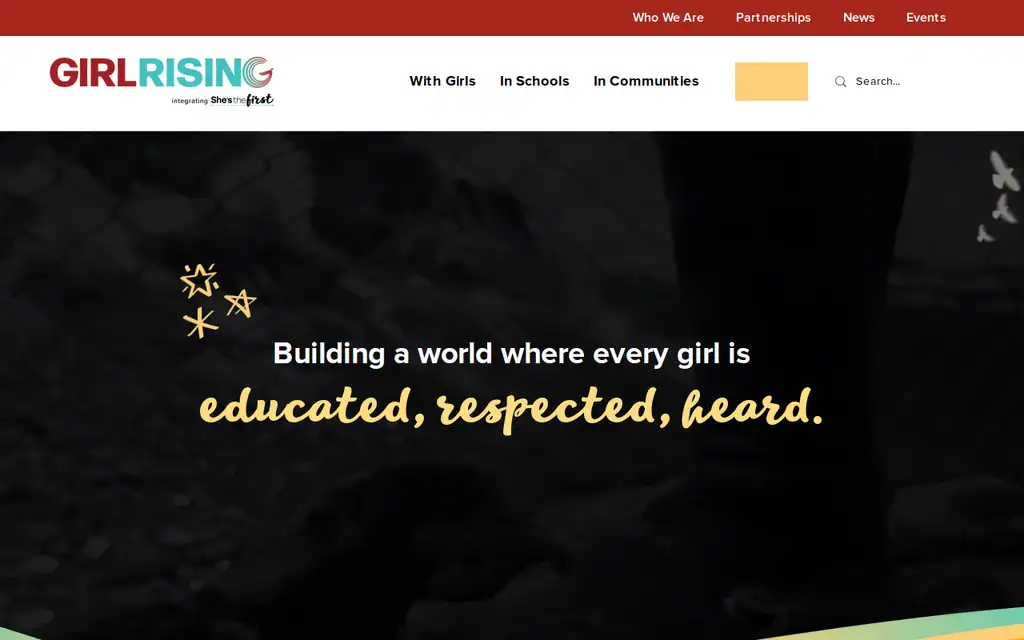 Who We Are
Partnerships
News
Events
GIRLRISING
integrating She's the first
With Girls
In Schools
In Communities
Search...
Building a world where every girl is
educated, respected, heard.